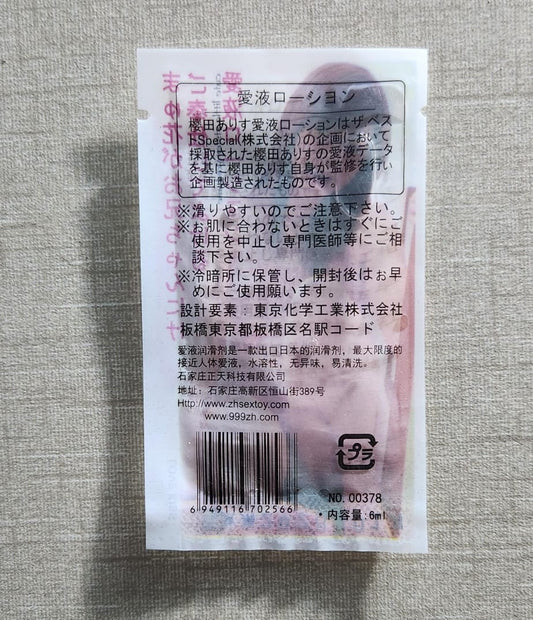 愛液ローション
櫻田ありす愛液ローションはザ ベス
トSpecial(株式会社)の企画において
採取された櫻田ありすの愛液データ
を基に櫻田ありす自身が監修を行い
企画製造されたものです。
※滑りやすいのでご注意下さい。
※お肌に合わないときはすぐにご
使用を中止し専門医師等にご相
談下さい。
※冷暗所に保管し、開封後はお早
めにご使用願います。
設計要素：東京化学工業株式会社
板橋東京都板橋区名駅コード
爱液润滑剂是一款出口日本的润滑剂，最大限度的
接近人体爱液，水溶性，无异味，易清洗。
石家庄正天科技有限公司
地址：石家庄高新区恒山街389号
Http://www.zhsextoy.com
www.999zh.com
プラ
6 949116 702566
NO. 00378
・内容量:6ml